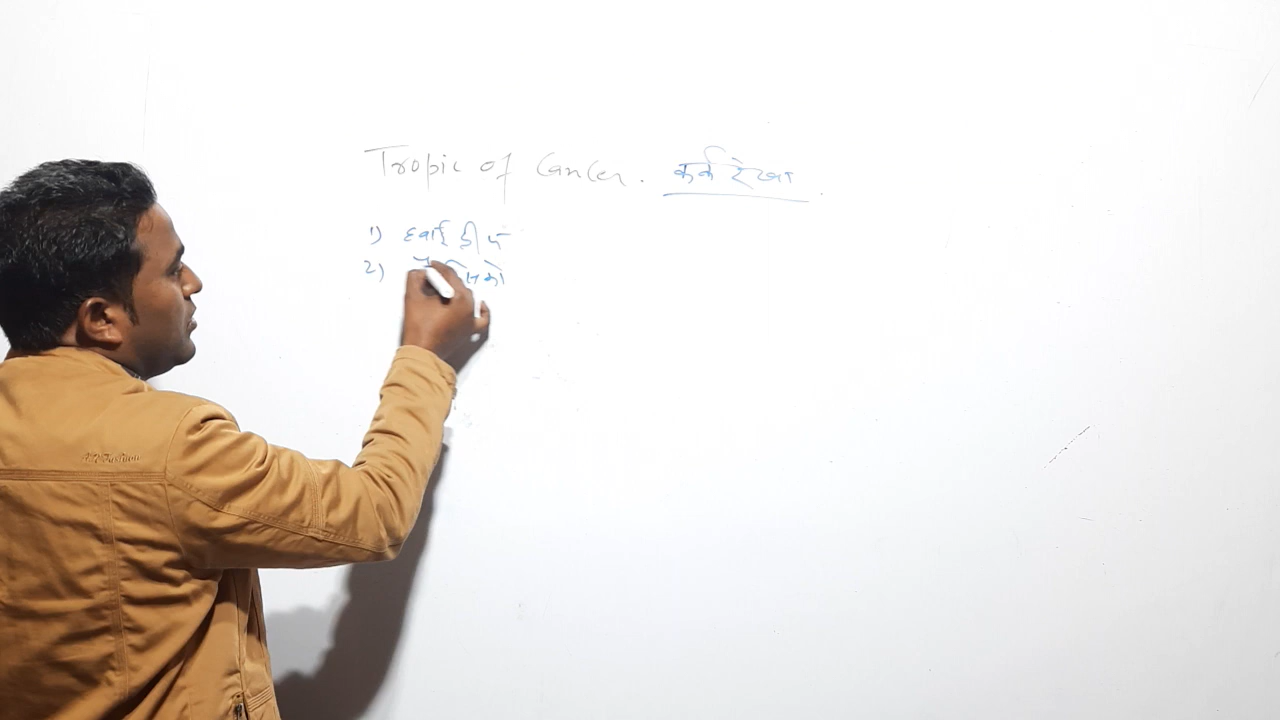 Tropic of Cancer. कर्क रेखा
1) हवाई द्वीप
2)